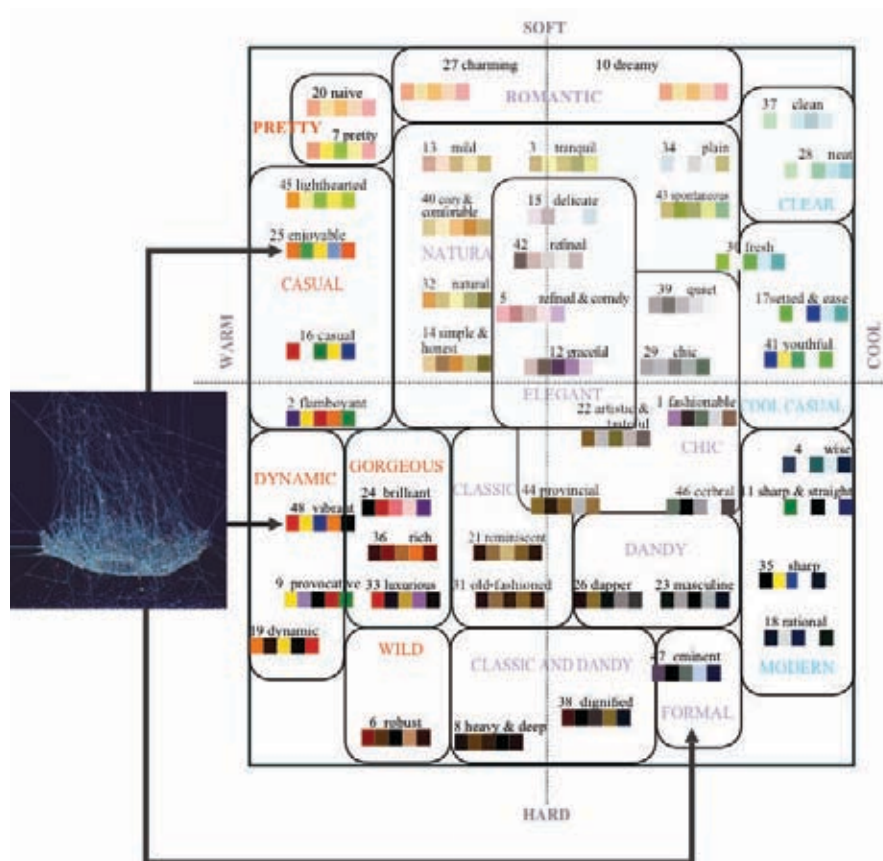 SOFT
27 charming
10 dreamy
ROMANTIC
20 naive
PRETTY
7 pretty
37 clean
28 neat
CLEAR
13 mild
3 tranquil
34 plain
45 lighthearted
40 cosy &
comfortable
15 delicate
43 spontaneous
25 enjoyable
NATURA
42 refined
30 fresh
CASUAL
32 natural
5 refined & comely
39 quiet
17setted & ease
WARM
COOL
16 casual
14 simple &
honest
12 graceful
29 chic
41 youthful
ELEGANT
2 flamboyant
22 artistic &
tasteful
1 fashionable
COOL CASUAL
CHIC
4 wise
DYNAMIC
GORGEOUS
CLASSIC
24 brilliant
44 provincial
46 cerbral
11 sharp & straight
48 vibrant
36 rich
21 reminiscent
DANDY
35 sharp
9 provocative
33 luxurious
31 old-fashioned
26 dapper
23 masculine
19 dynamic
18 rational
WILD
CLASSIC AND DANDY
47 eminent
MODERN
6 robust
8 heavy & deep
38 dignified
FORMAL
HARD